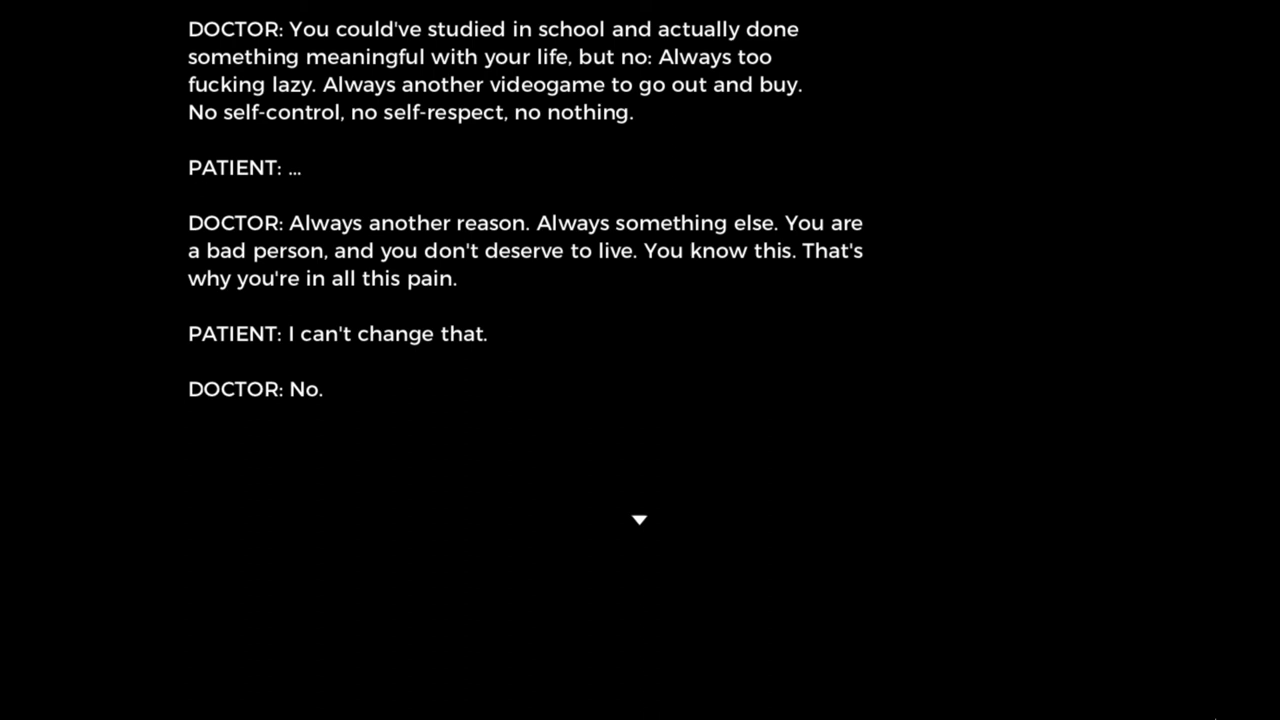 DOCTOR: You could've studied in school and actually done
something meaningful with your life, but no: Always too
fucking lazy. Always another videogame to go out and buy.
No self-control, no self-respect, no nothing.
PATIENT: ...
DOCTOR: Always another reason. Always something else. You are
a bad person, and you don't deserve to live. You know this. That's
why you're in all this pain.
PATIENT: I can't change that.
DOCTOR: No.